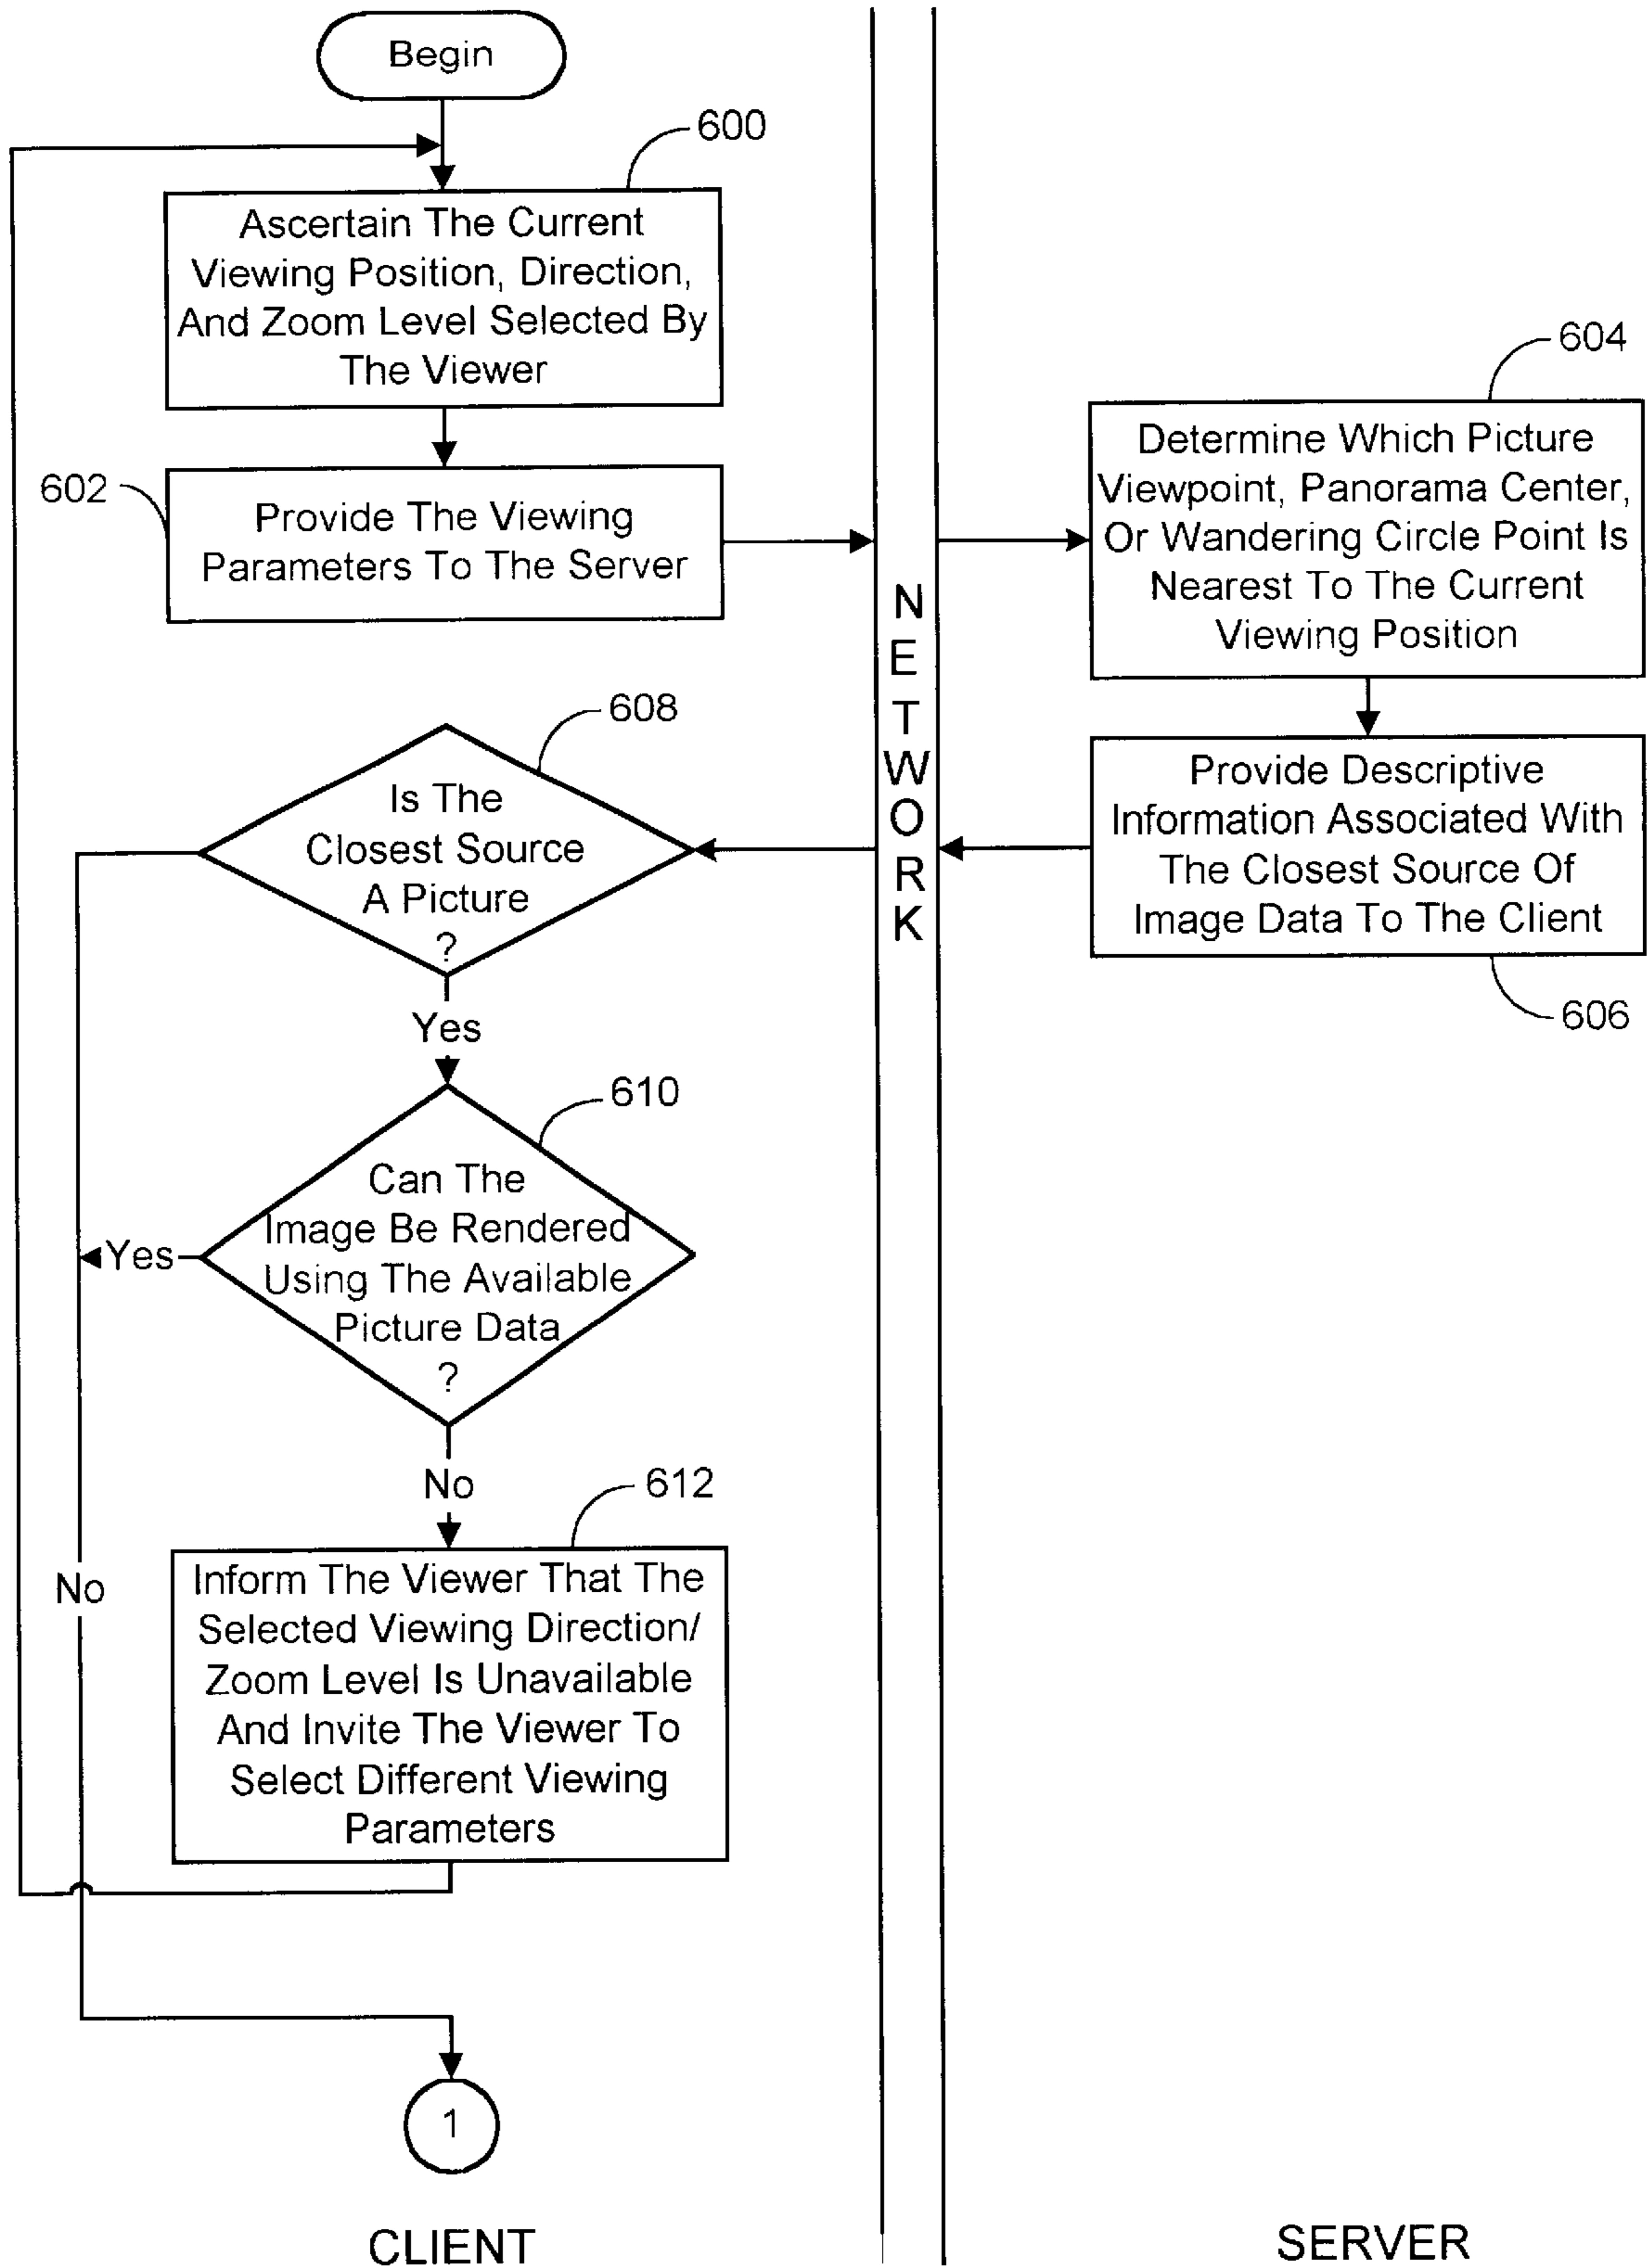 Begin
600
Ascertain The Current
Viewing Position, Direction,
And Zoom Level Selected By
The Viewer
602
Provide The Viewing
Parameters To The Server
604
Determine Which Picture
Viewpoint, Panorama Center,
Or Wandering Circle Point Is
Nearest To The Current
Viewing Position
NETWORK
608
Is The
Closest Source
A Picture
?
Provide Descriptive
Information Associated With
The Closest Source Of
Image Data To The Client
606
Yes
610
Can The
Image Be Rendered
Using The Available
Picture Data
?
Yes
No
612
No
Inform The Viewer That The
Selected Viewing Direction/
Zoom Level Is Unavailable
And Invite The Viewer To
Select Different Viewing
Parameters
1
CLIENT
SERVER